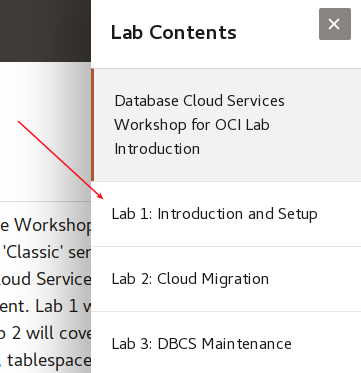 Lab Contents
Database Cloud Services
Workshop for OCI Lab
Introduction
Lab 1: Introduction and Setup
Lab 2: Cloud Migration
Lab 3: DBCS Maintenance
e Workshop
'Classic' ser
loud Service
ent. Lab 1 w
b 2 will cove
, tablespace